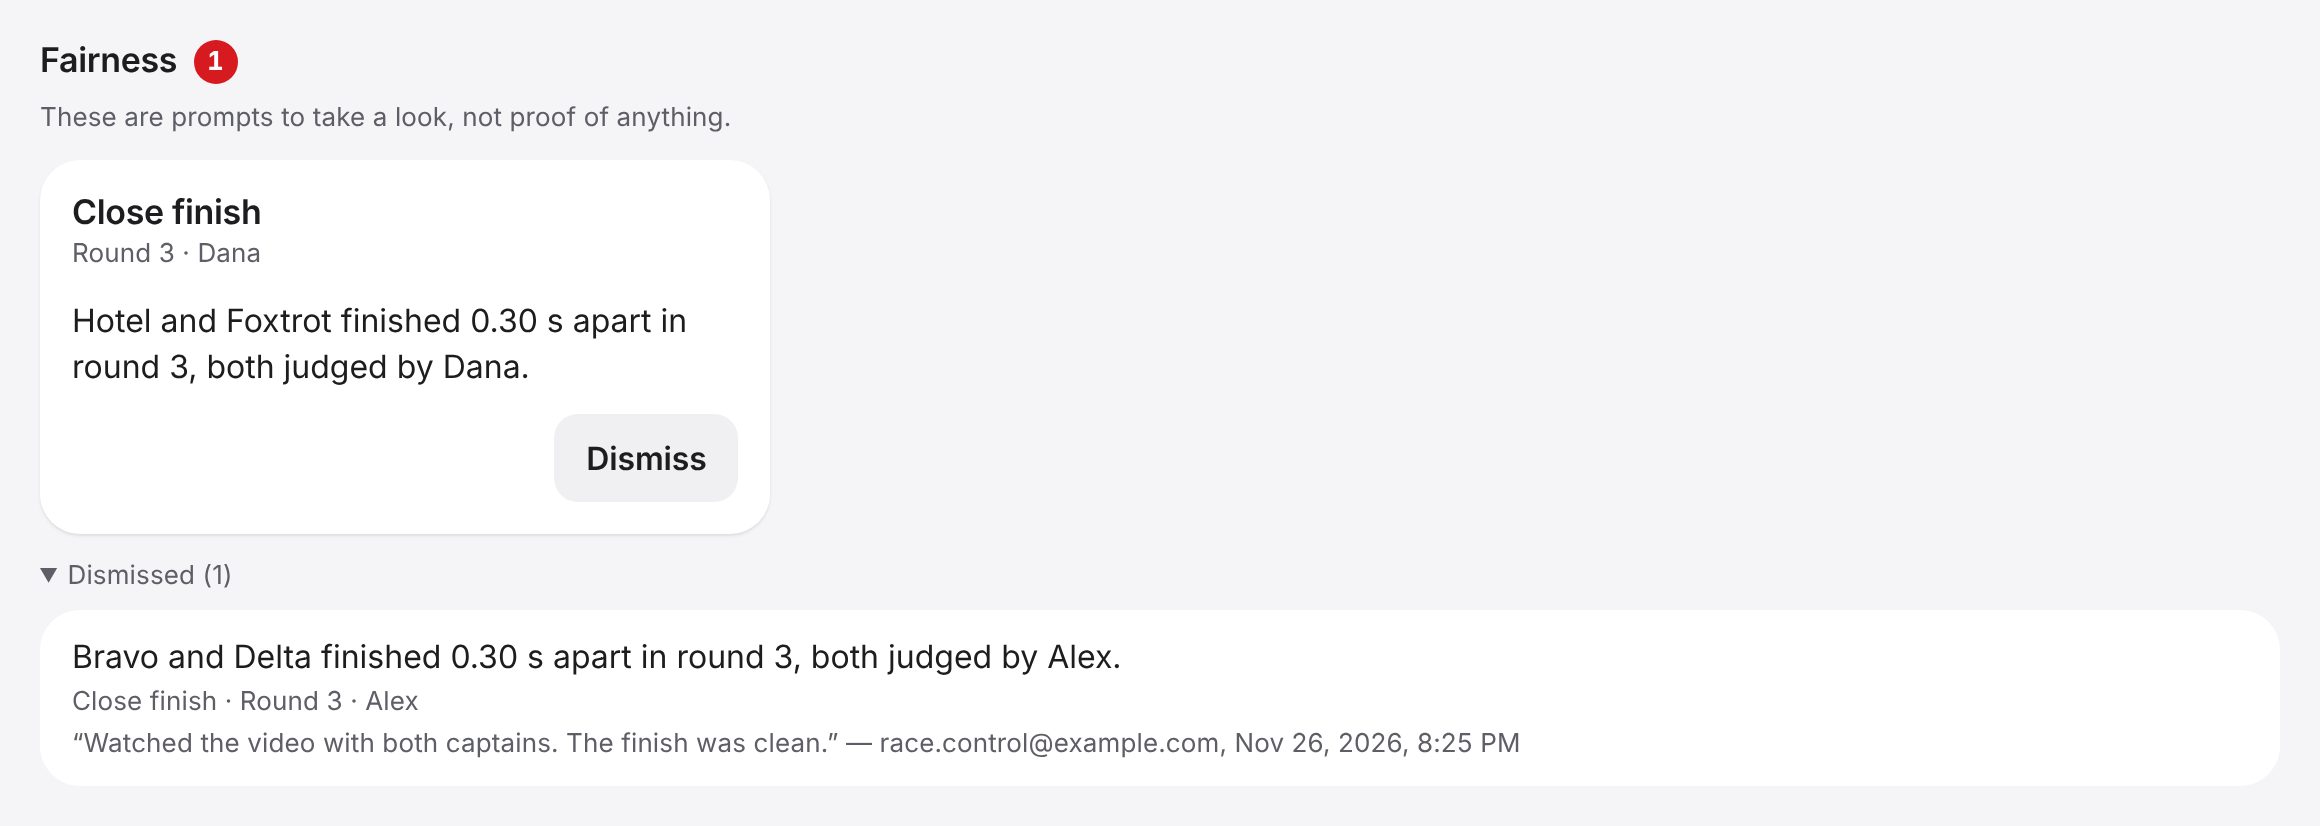 Fairness 1
These are prompts to take a look, not proof of anything.
Close finish
Round 3 · Dana
Hotel and Foxtrot finished 0.30 s apart in
round 3, both judged by Dana.
Dismiss
▼ Dismissed (1)
Bravo and Delta finished 0.30 s apart in round 3, both judged by Alex.
Close finish · Round 3 · Alex
“Watched the video with both captains. The finish was clean.” — race.control@example.com, Nov 26, 2026, 8:25 PM